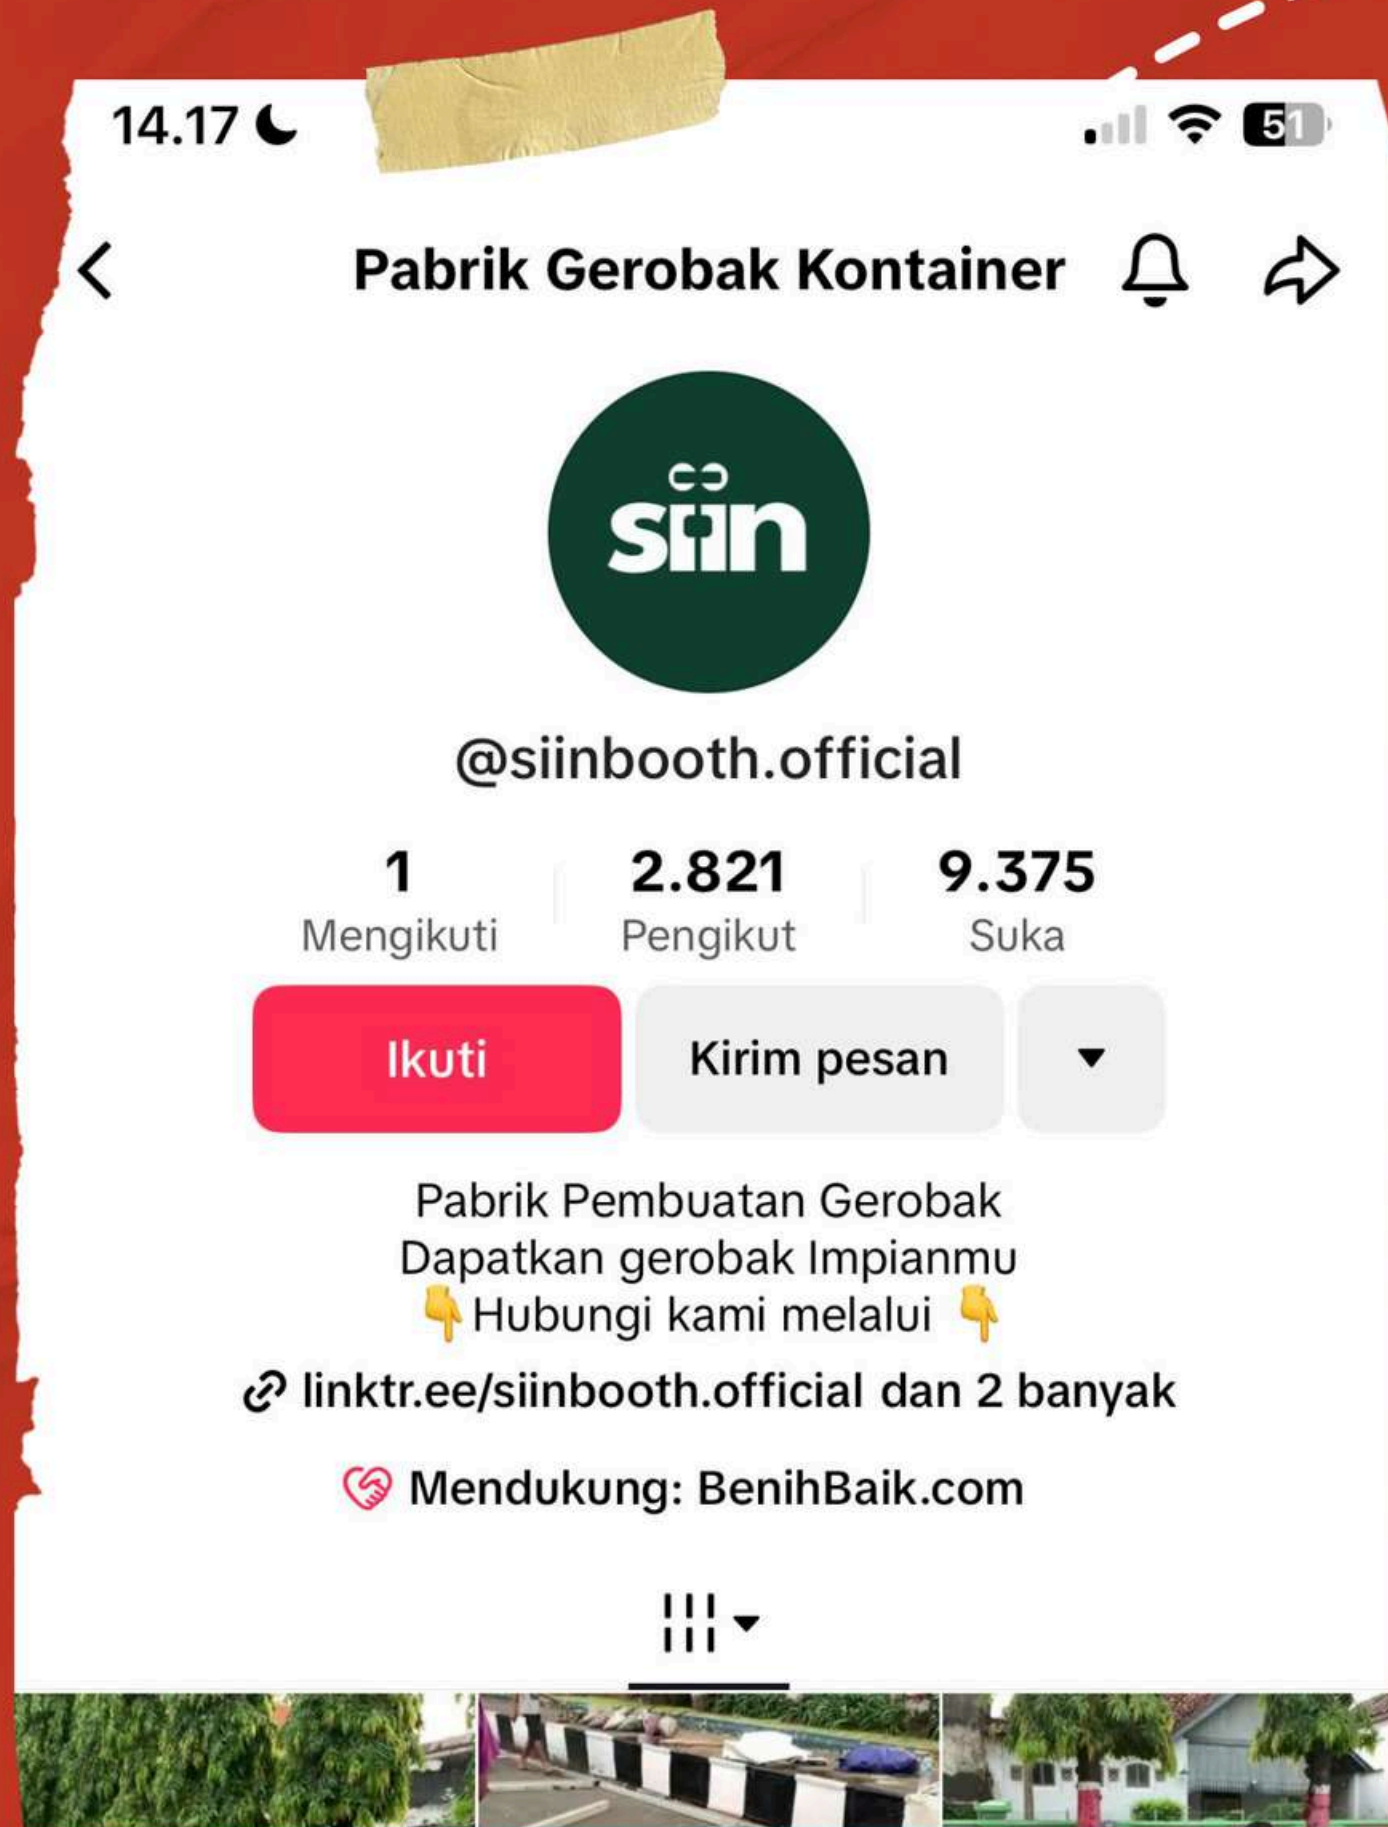 14.17
51
Pabrik Gerobak Kontainer
siin
@siinbooth.official
1 2.821 9.375
Mengikuti Pengikut Suka
Ikuti Kirim pesan
Pabrik Pembuatan Gerobak
Dapatkan gerobak Impianmu
👇Hubungi kami melalui 👇
linktr.ee/siinbooth.official dan 2 banyak
Mendukung: BenihBaik.com